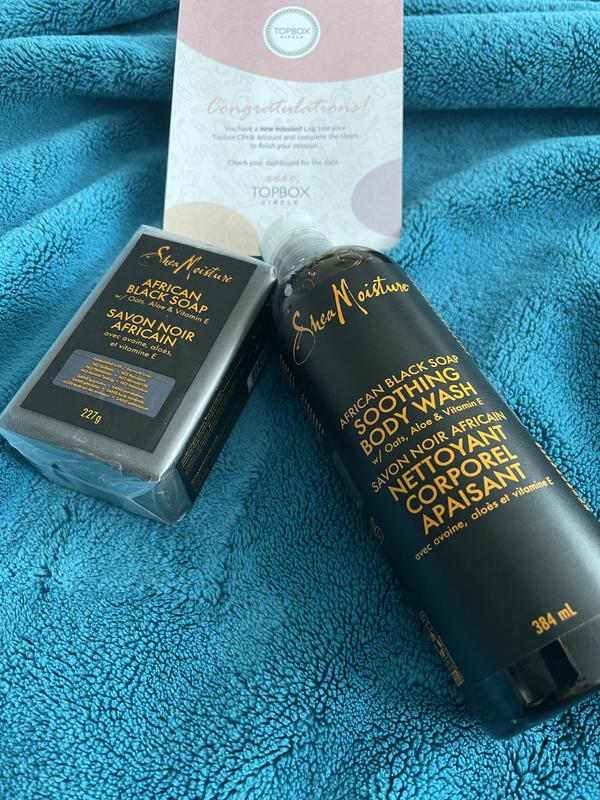 TOPBOX
CIRCLE
Congratulations!
You have a new mission! Log into your
Topbox Circle account and complete the steps
to finish your mission.
Check your dashboard for the date.
xoxo,
TOPBOX
CIRCLE
SheaMoisture
AFRICAN
BLACK SOAP
w/ Oats, Aloe & Vitamin E
SAVON NOIR
AFRICAIN
avec avoine, aloès,
et vitamine E
227g
SheaMoisture
AFRICAN BLACK SOAP
SOOTHING
BODY WASH
w/ Oats, Aloe & Vitamin E
SAVON NOIR AFRICAIN
NETTOYANT
CORPOREL
APAISANT
avec avoine, aloès et vitamine E
384 mL